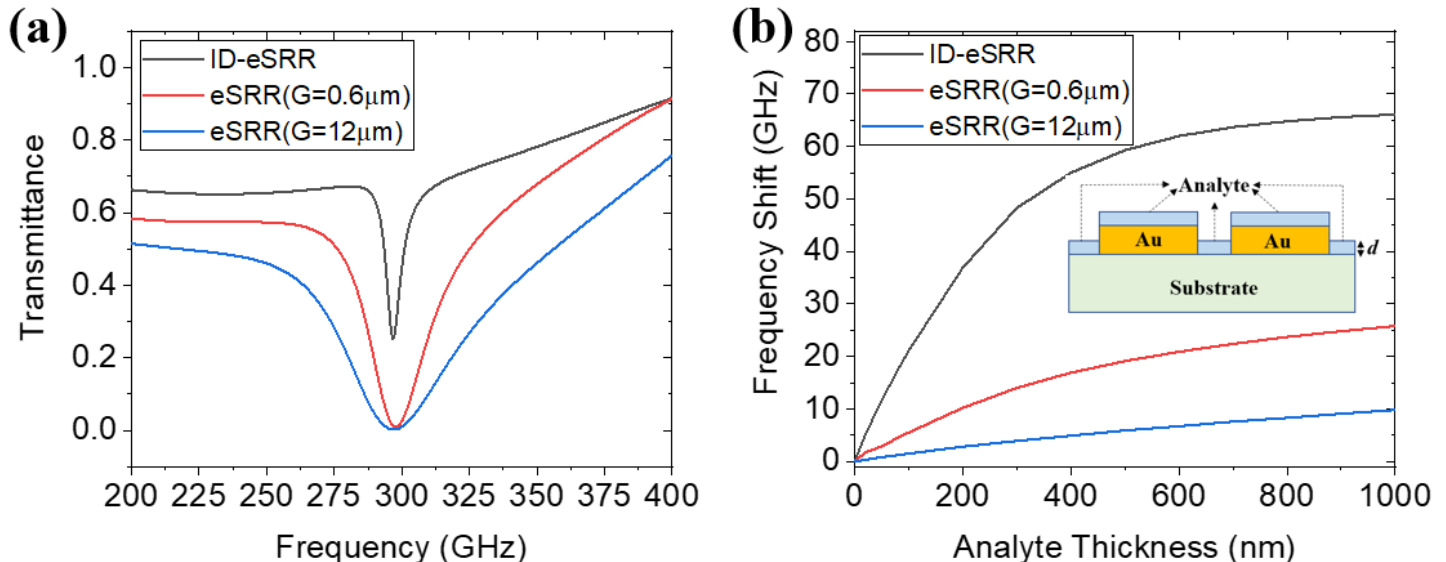 (a)
ID-eSRR
eSRR(G=0.6μm)
eSRR(G=12μm)
Transmittance
1.0
0.8
0.6
0.4
0.2
0.0
200 225 250 275 300 325 350 375 400
Frequency (GHz)
(b)
ID-eSRR
eSRR(G=0.6μm)
eSRR(G=12μm)
Frequency Shift (GHz)
80
70
60
50
40
30
20
10
0
Analyte
Au Au
d
Substrate
0 200 400 600 800 1000
Analyte Thickness (nm)